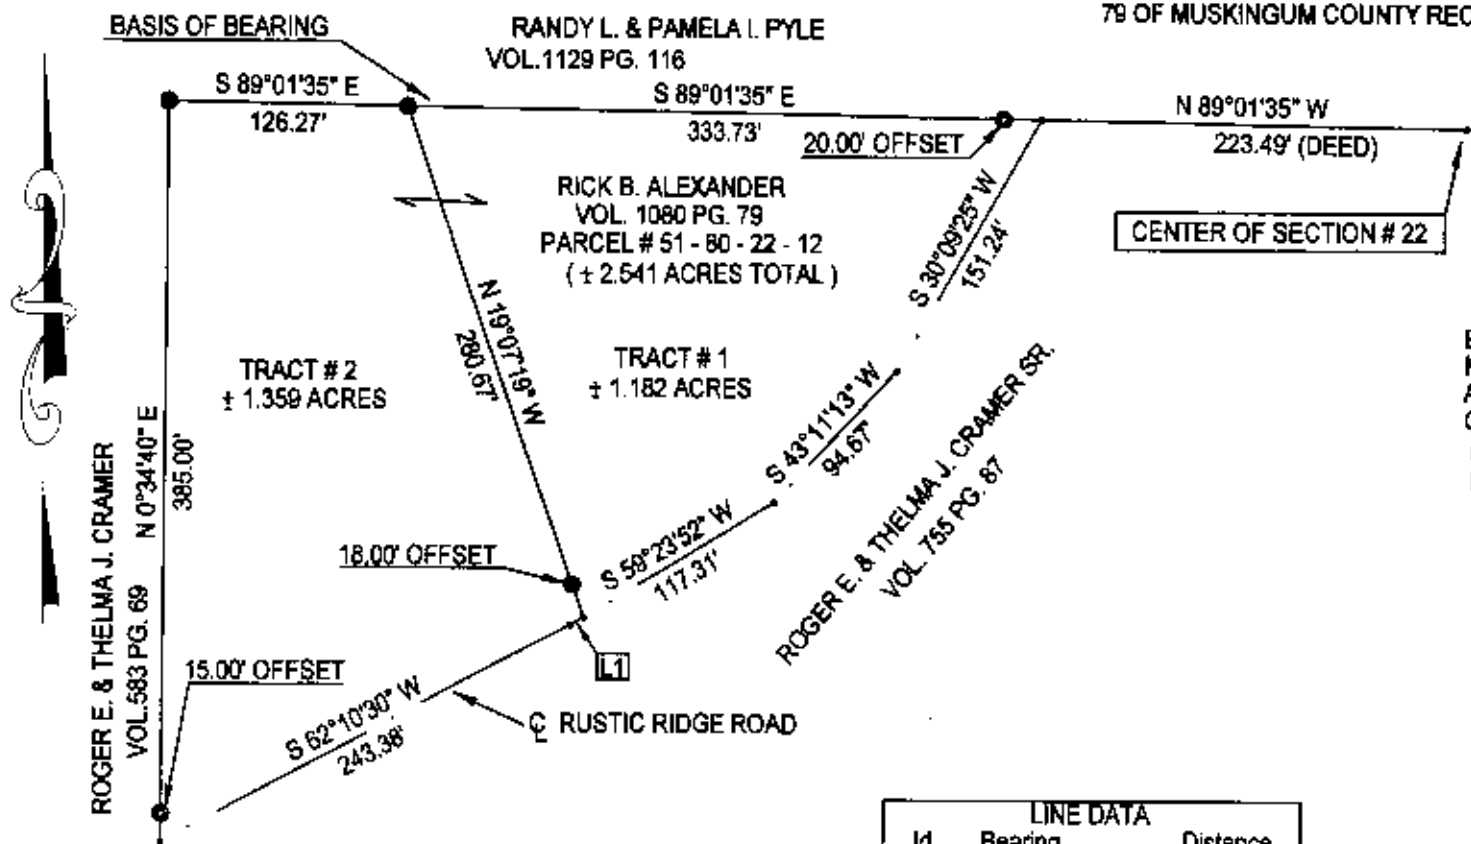 BASIS OF BEARING
RANDY L. & PAMELA I. PYLE
VOL.1129 PG. 116
79 OF MUSKINGUM COUNTY REC
S 89°01'35" E
126.27'
S 89°01'35" E
333.73'
20.00' OFFSET
N 89°01'35" W
223.49' (DEED)
CENTER OF SECTION # 22
RICK B. ALEXANDER
VOL. 1080 PG. 79
PARCEL # 51 - 80 - 22 - 12
( ± 2.541 ACRES TOTAL )
S 30°09'25" W
151.24'
N 19°07'19" W
280.67'
TRACT # 2
± 1.359 ACRES
TRACT # 1
± 1.182 ACRES
S 43°11'13" W
94.67'
ROGER E. & THELMA J. CRAMER SR.
VOL. 755 PG. 87
ROGER E. & THELMA J. CRAMER
VOL.583 PG. 69
N 0°34'40" E
385.00'
18.00' OFFSET
S 59°23'52" W
117.31'
L1
15.00' OFFSET
S 62°10'30" W
243.38'
℄ RUSTIC RIDGE ROAD
LINE DATA
Id Bearing Distance